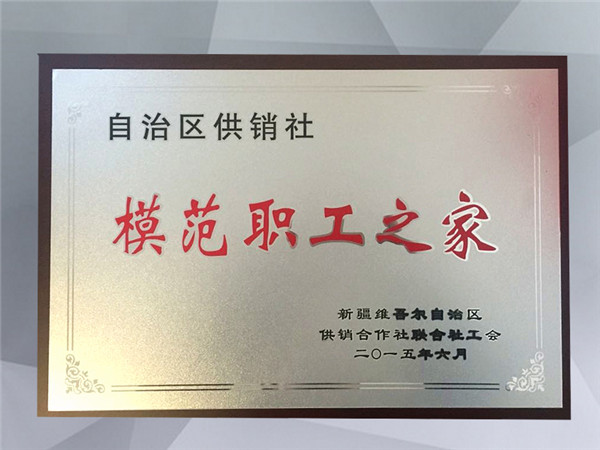 自治区供销社
模范职工之家
新疆维吾尔自治区
供销合作社联合社工会
二〇一五年六月